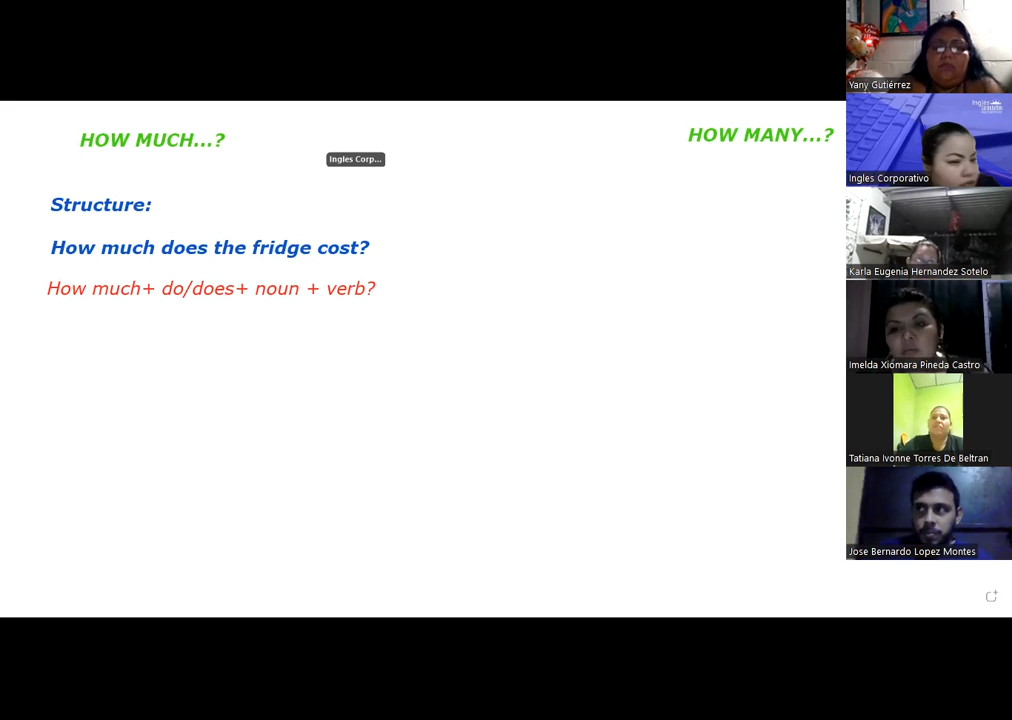 HOW MUCH...?
HOW MANY...?
Ingles Corp...
Structure:
How much does the fridge cost?
How much+ do/does+ noun + verb?
Yany Gutiérrez
Inglés
Ingles Corporativo
Karla Eugenia Hernandez Sotelo
Imelda Xiomara Pineda Castro
Tatiana Ivonne Torres De Beltran
Jose Bernardo Lopez Montes